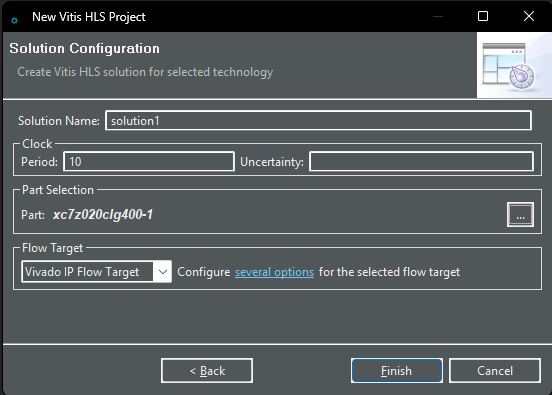 New Vitis HLS Project
Solution Configuration
Create Vitis HLS solution for selected technology
Solution Name: solution1
Clock
Period: 10 Uncertainty:
Part Selection
Part: xc7z020clg400-1 ...
Flow Target
Vivado IP Flow Target Configure several options for the selected flow target
< Back Finish Cancel